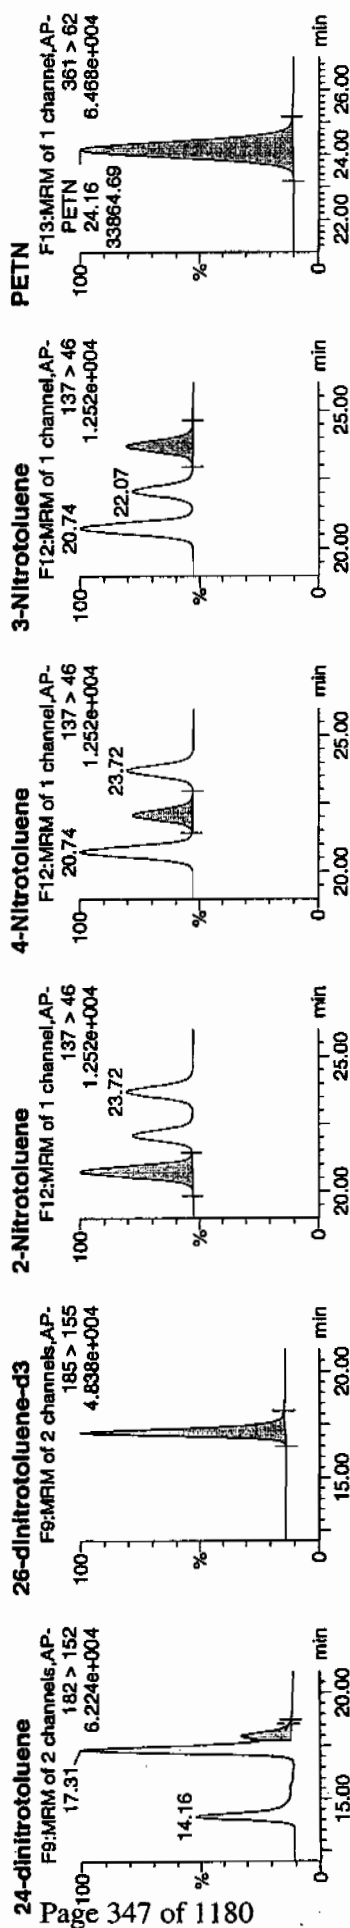 24-dinitrotoluene
F9:MRM of 2 channels,AP-
182 > 152
6.224e+004
17.31
14.16
%
15.00
20.00
min
26-dinitrotoluene-d3
F9:MRM of 2 channels,AP-
185 > 155
4.838e+004
100
%
0
15.00
20.00
min
2-Nitrotoluene
F12:MRM of 1 channel,AP-
137 > 46
1.252e+004
100
23.72
%
0
20.00
25.00
min
4-Nitrotoluene
F12:MRM of 1 channel,AP-
137 > 46
1.252e+004
100
20.74
23.72
%
0
20.00
25.00
min
3-Nitrotoluene
F12:MRM of 1 channel,AP-
137 > 46
1.252e+004
100
20.74
22.07
%
0
20.00
25.00
min
PETN
F13:MRM of 1 channel,AP-
361 > 62
6.468e+004
100
PETN
24.16
33864.69
%
0
22.00
24.00
26.00
min
Page 347 of 1180